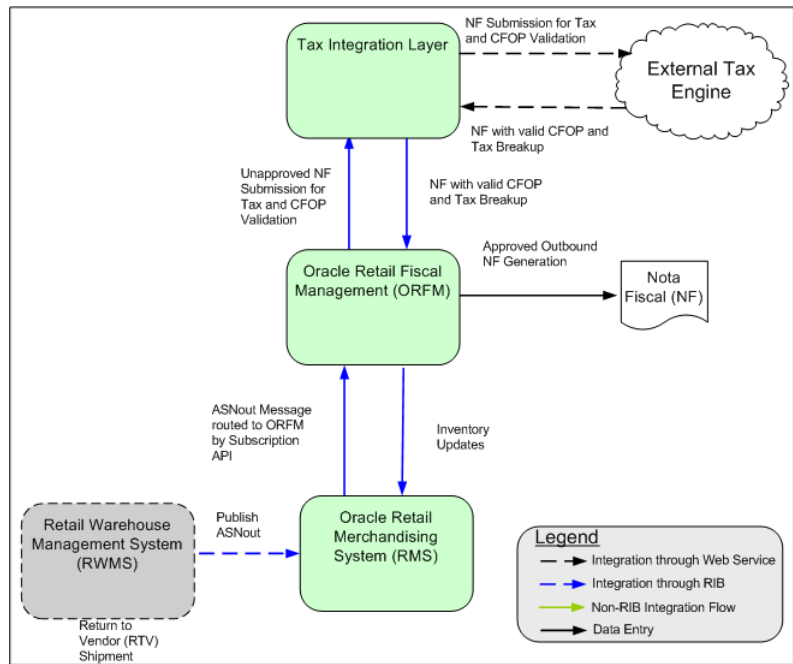 NF Submission for Tax
and CFOP Validation
Tax Integration Layer
External Tax
Engine
NF with valid CFOP and
Tax Breakup
Unapproved NF
Submission for
Tax and CFOP
Validation
NF with valid CFOP
and Tax Breakup
Approved Outbound
NF Generation
Oracle Retail Fiscal
Management (ORFM)
Nota
Fiscal (NF)
ASNout Message
routed to ORFM
by Subscription
API
Inventory
Updates
Retail Warehouse
Management System
(RWMS)
Publish
ASNout
Oracle Retail
Merchandising
System (RMS)
Return to
Vendor (RTV)
Shipment
Legend
Integration through Web Service
Integration through RIB
Non-RIB Integration Flow
Data Entry